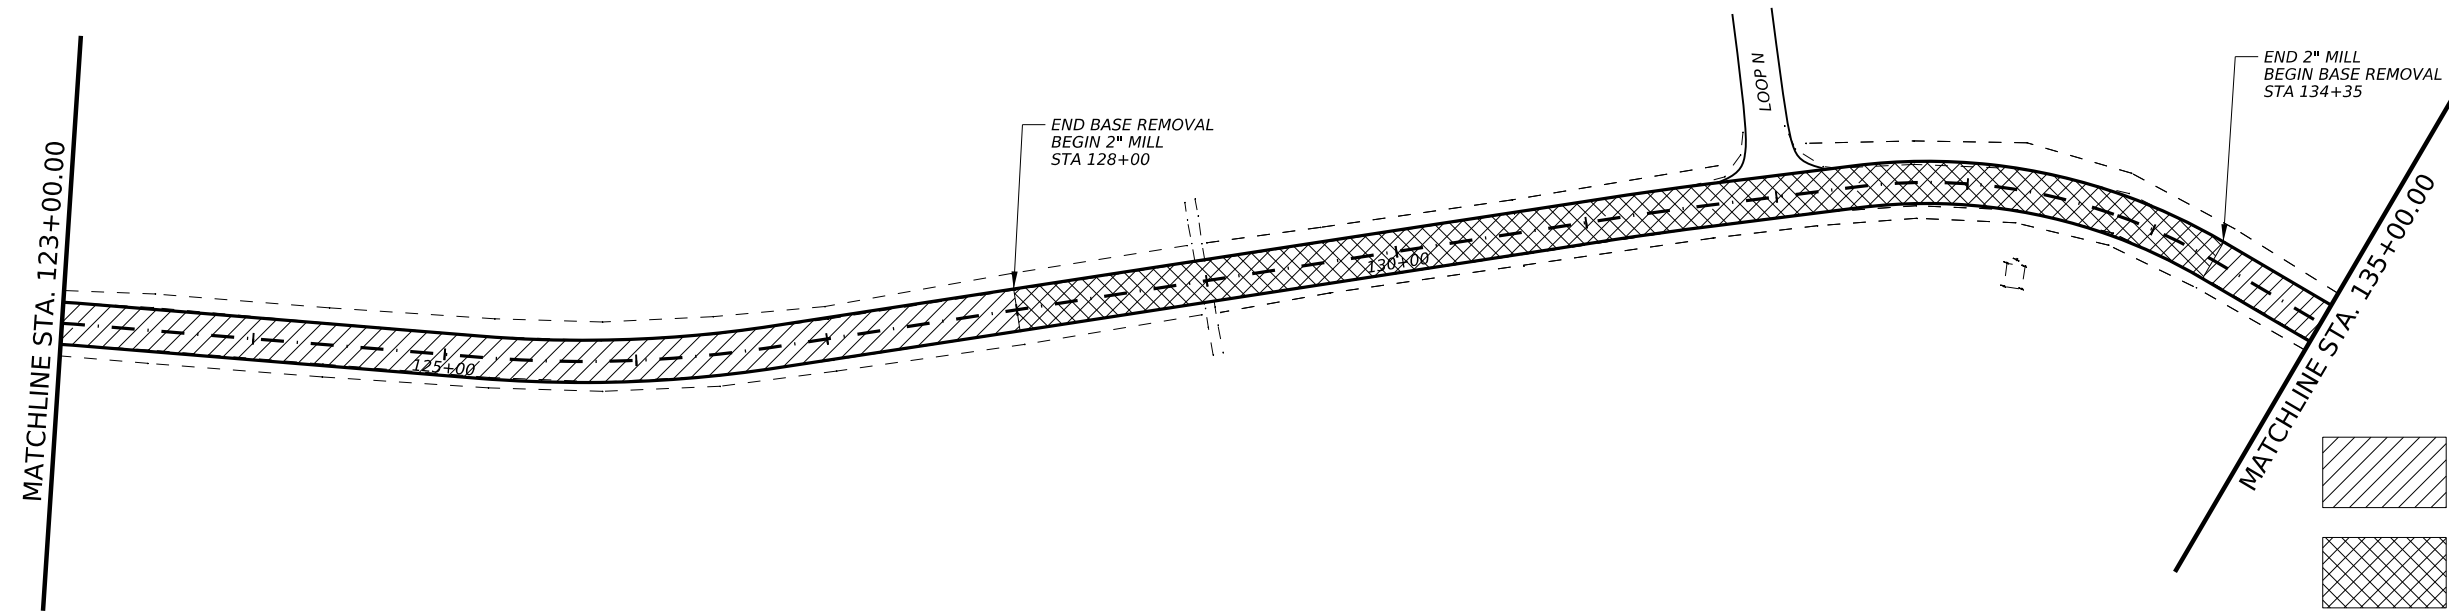 MATCHLINE STA. 123+00.00
125+00
END BASE REMOVAL
BEGIN 2" MILL
STA 128+00
130+00
LOOP N
END 2" MILL
BEGIN BASE REMOVAL
STA 134+35
MATCHLINE STA. 135+00.00